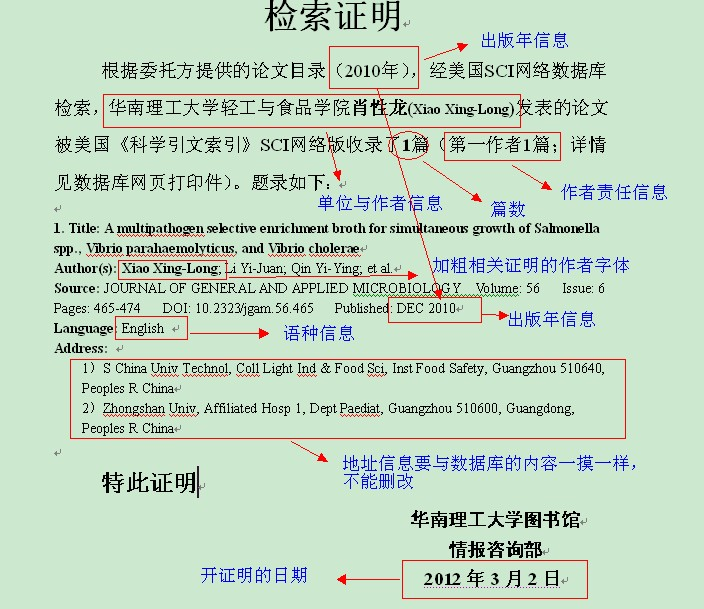 检索证明
出版年信息
根据委托方提供的论文目录（2010年），经美国SCI网络数据库
检索，华南理工大学轻工与食品学院肖性龙(Xiao Xing-Long)发表的论文
被美国《科学引文索引》SCI网络版收录了1篇（第一作者1篇；详情
见数据库网页打印件）。题录如下：
单位与作者信息
篇数
作者责任信息
1. Title: A multipathogen selective enrichment broth for simultaneous growth of Salmonella
spp., Vibrio parahaemolyticus, and Vibrio cholerae
Author(s): Xiao Xing-Long; Li Yi-Juan; Qin Yi-Ying; et al.
加粗相关证明的作者字体
Source: JOURNAL OF GENERAL AND APPLIED MICROBIOLOGY Volume: 56 Issue: 6
Pages: 465-474 DOI: 10.2323/jgam.56.465 Published: DEC 2010
出版年信息
Language: English
语种信息
Address:
1）S China Univ Technol, Coll Light Ind & Food Sci, Inst Food Safety, Guangzhou 510640,
Peoples R China
2）Zhongshan Univ, Affiliated Hosp 1, Dept Paediat, Guangzhou 510600, Guangdong,
Peoples R China
地址信息要与数据库的内容一摸一样，
不能删改
特此证明
华南理工大学图书馆
情报咨询部
开证明的日期
2012 年 3 月 2 日